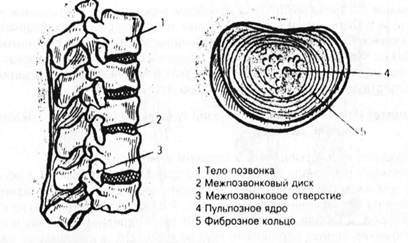 1
2
3
4
5
1 Тело позвонка
2 Межпозвонковый диск
3 Межпозвонковое отверстие
4 Пульпозное ядро
5 Фиброзное кольцо